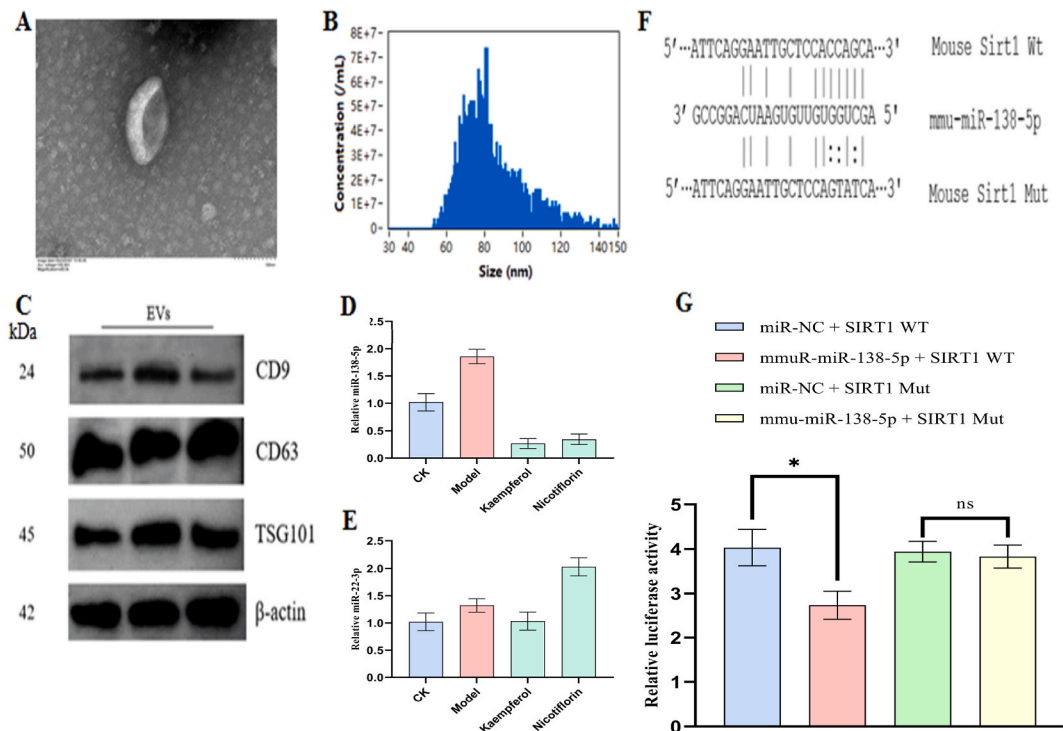 A
B
Concentration (/mL)
8E+7
7E+7
6E+7
5E+7
4E+7
3E+7
2E+7
1E+7
0
30 40 60 80 100 120 140 150
Size (nm)
F
5′···ATTCAGGAATTGCTCCACCAGCA···3′ Mouse Sirt1 Wt
3′ GCCGGACUAAGUGUUGUGGUCGA 5′ mmu-miR-138-5p
5′···ATTCAGGAATTGCTCCAGTATCA···3′ Mouse Sirt1 Mut
C
kDa
EVs
24 CD9
50 CD63
45 TSG101
42 β-actin
D
Relative miR-138-5p
2.5
2.0
1.5
1.0
0.5
0.0
CK Model Kaempferol Nicotiflorin
E
Relative miR-22-3p
2.5
2.0
1.5
1.0
0.5
0.0
CK Model Kaempferol Nicotiflorin
G
miR-NC + SIRT1 WT
mmuR-miR-138-5p + SIRT1 WT
miR-NC + SIRT1 Mut
mmu-miR-138-5p + SIRT1 Mut
Relative luciferase activity
5
4
3
2
1
0
*
ns